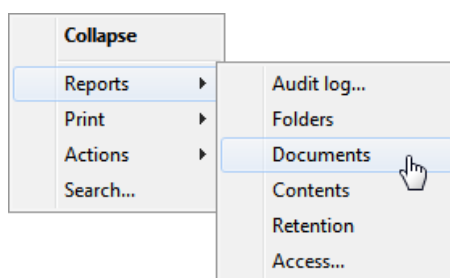 Collapse
Reports
Print
Actions
Search...
Audit log...
Folders
Documents
Contents
Retention
Access...